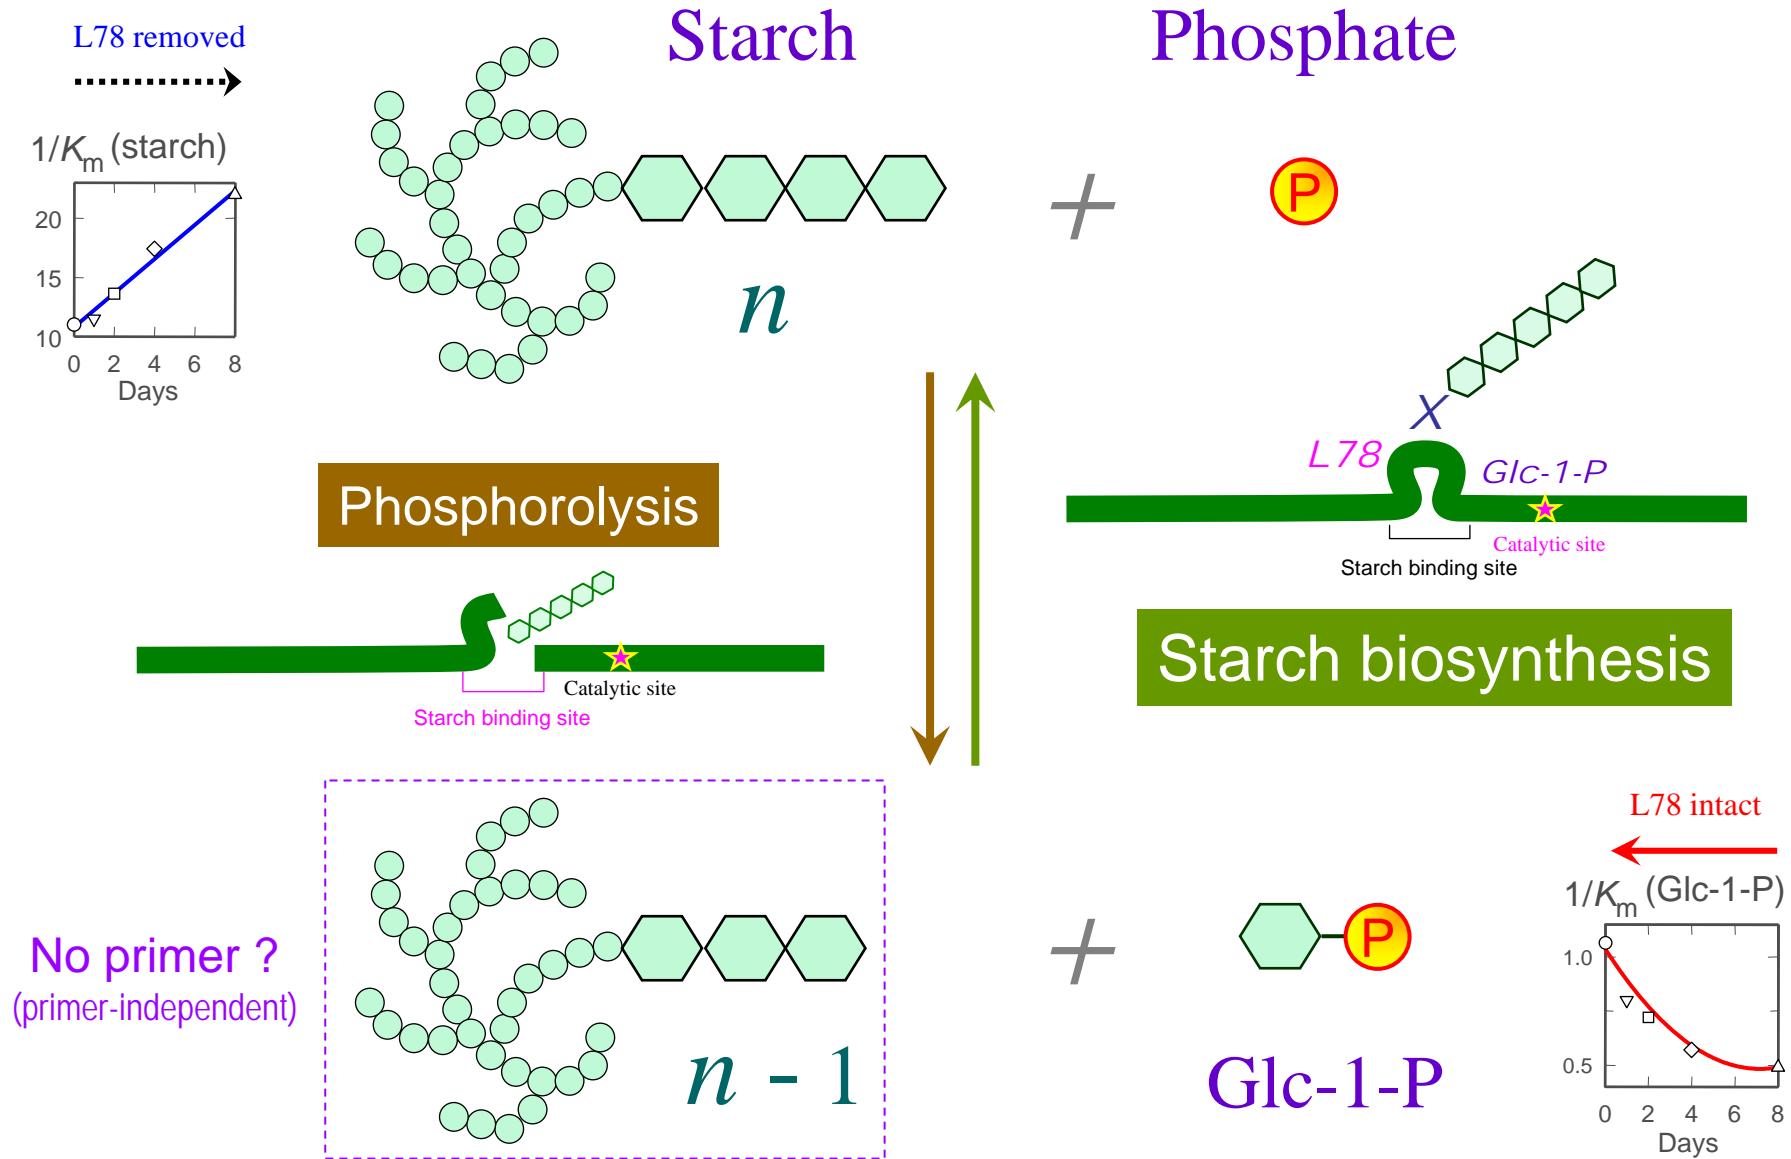 L78 removed
Starch
Phosphate
1/Km (starch)
20
15
10
0 2 4 6 8
Days
n
+
P
X
L78
Glc-1-P
Catalytic site
Starch binding site
Phosphorolysis
Catalytic site
Starch binding site
Starch biosynthesis
L78 intact
1/Km (Glc-1-P)
1.0
0.5
0 2 4 6 8
Days
No primer ?
(primer-independent)
+
P
n - 1
Glc-1-P